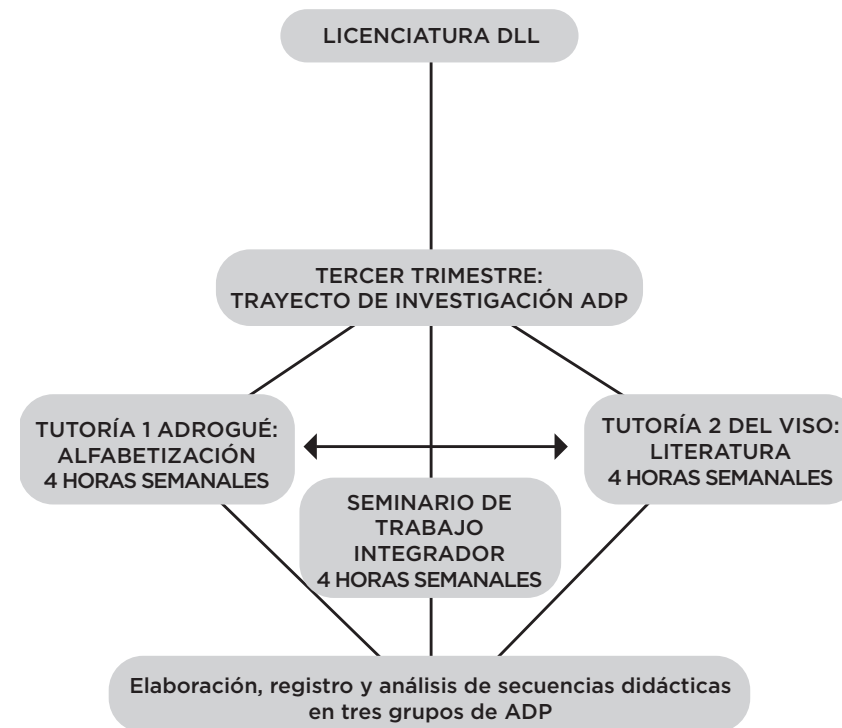 LICENCIATURA DLL
TERCER TRIMESTRE:
TRAYECTO DE INVESTIGACIÓN ADP
TUTORÍA 1 ADROGUÉ:
ALFABETIZACIÓN
4 HORAS SEMANALES
TUTORÍA 2 DEL VISO:
LITERATURA
4 HORAS SEMANALES
SEMINARIO DE
TRABAJO
INTEGRADOR
4 HORAS SEMANALES
Elaboración, registro y análisis de secuencias didácticas
en tres grupos de ADP